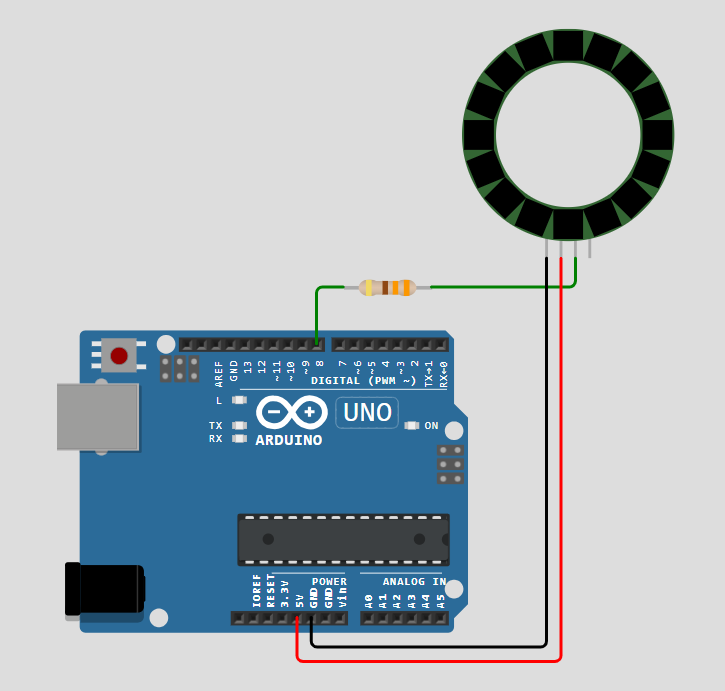 AREF
GND
13
12
~11
~10
~9
8
7
~6
~5
4
~3
2
TX→1
RX←0
DIGITAL (PWM ~)
L
TX
RX
UNO
ON
ARDUINO
POWER
ANALOG IN
IOREF
RESET
3.3V
5V
GND
GND
Vin
A0
A1
A2
A3
A4
A5